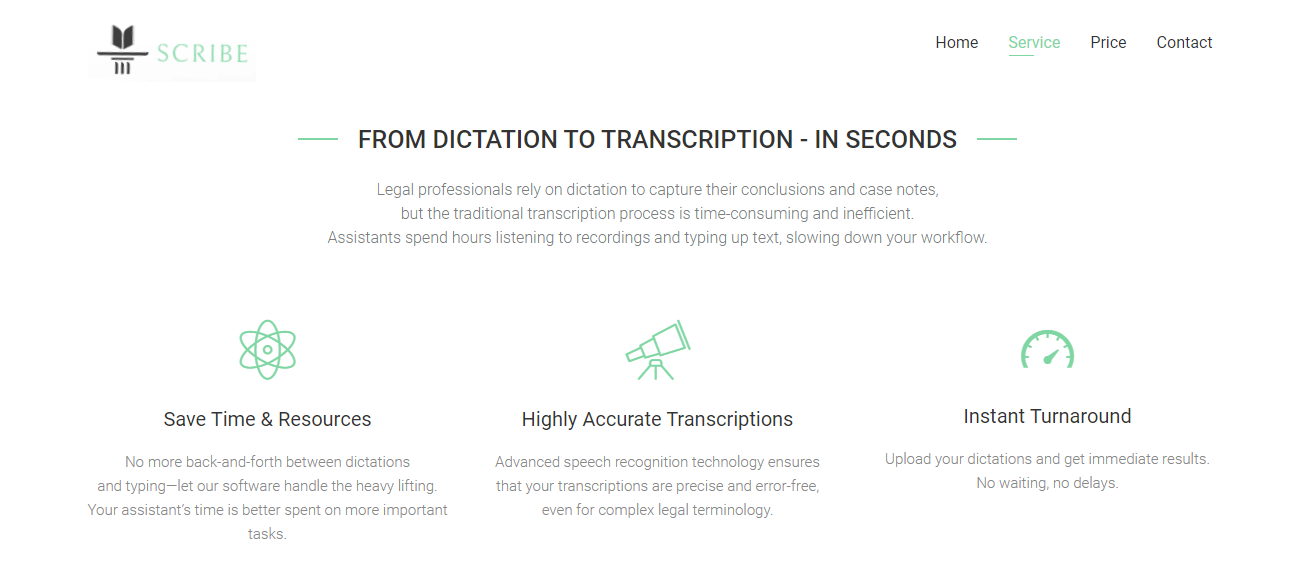 SCRIBE
Home
Service
Price
Contact
FROM DICTATION TO TRANSCRIPTION - IN SECONDS
Legal professionals rely on dictation to capture their conclusions and case notes,
but the traditional transcription process is time-consuming and inefficient.
Assistants spend hours listening to recordings and typing up text, slowing down your workflow.
Save Time & Resources
No more back-and-forth between dictations
and typing—let our software handle the heavy lifting.
Your assistant's time is better spent on more important
tasks.
Highly Accurate Transcriptions
Advanced speech recognition technology ensures
that your transcriptions are precise and error-free,
even for complex legal terminology.
Instant Turnaround
Upload your dictations and get immediate results.
No waiting, no delays.